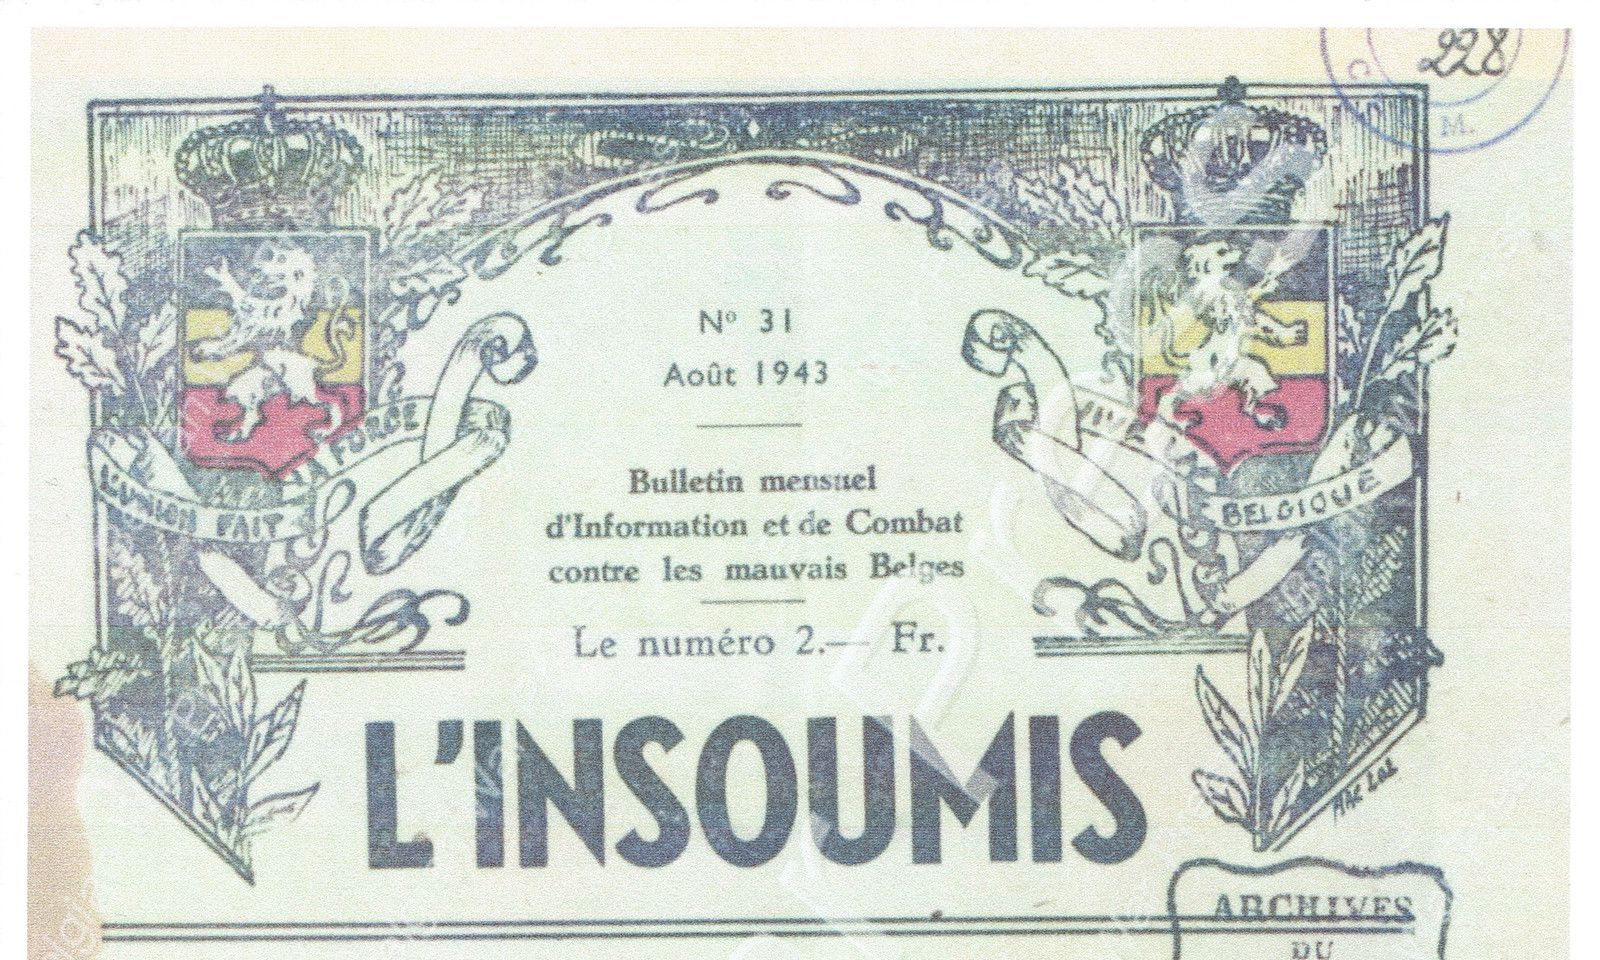 228
C M.
Nº 31
Août 1943
L'UNION FAIT LA FORCE
VIVE LA BELGIQUE
Bulletin mensuel
d'Information et de Combat
contre les mauvais Belges
Le numéro 2.— Fr.
L'INSOUMIS
ARCHIVES
DU